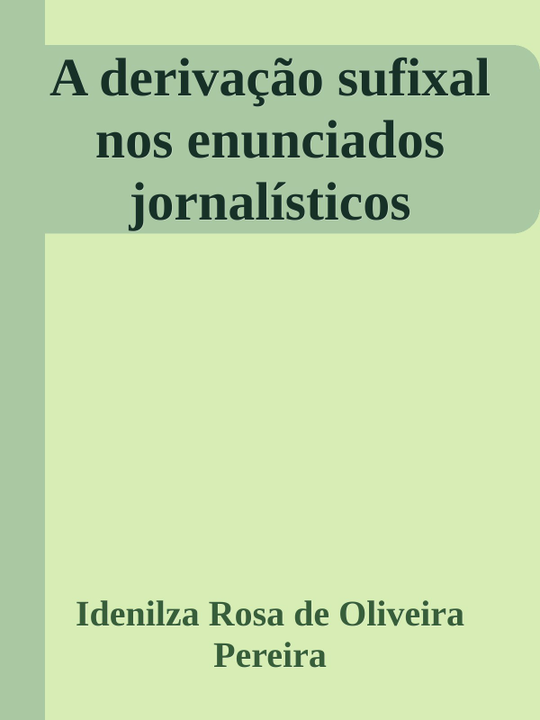 A derivação sufixal
nos enunciados
jornalísticos
Idenilza Rosa de Oliveira
Pereira